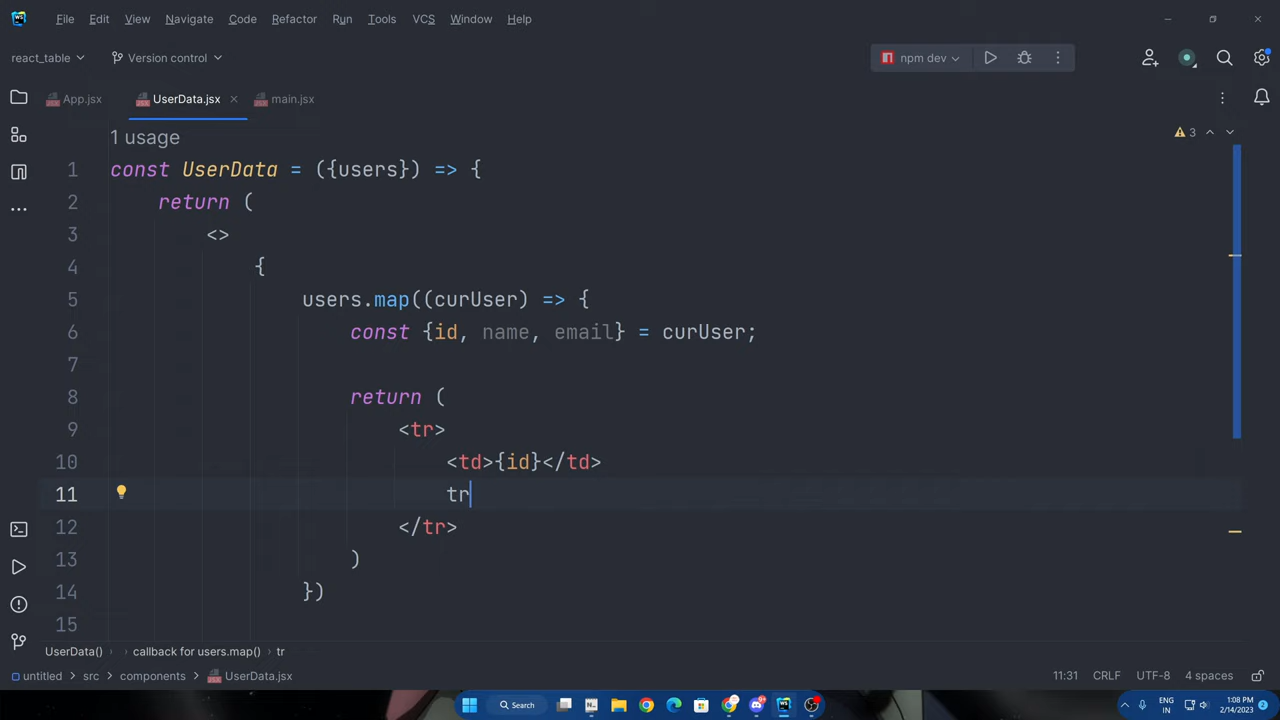 File Edit View Navigate Code Refactor Run Tools VCS Window Help
react_table Version control npm dev
App.jsx UserData.jsx main.jsx
1 usage
3
1 const UserData = ({users}) => {
2 return (
3 <>
4 {
5 users.map((curUser) => {
6 const {id, name, email} = curUser;
7
8 return (
9 <tr>
10 <td>{id}</td>
11 tr
12 </tr>
13 )
14 })
15
UserData() callback for users.map() tr
untitled src components UserData.jsx 11:31 CRLF UTF-8 4 spaces
Search ENG 1:08 PM
IN 2/14/2023